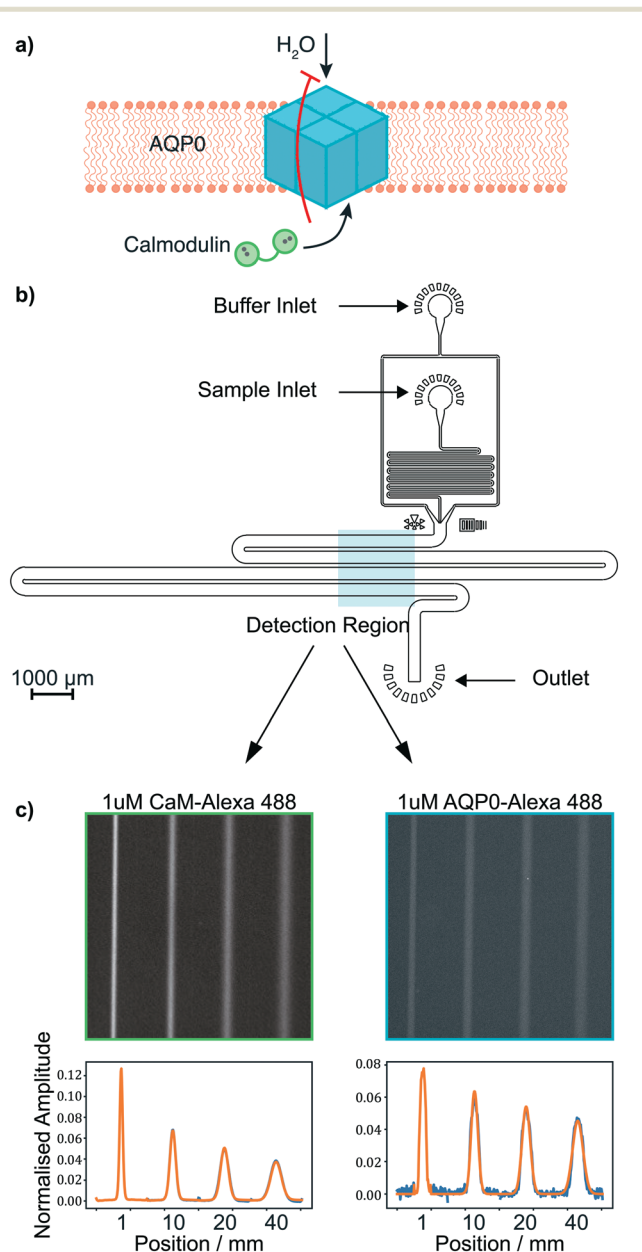 a)
H₂O
AQP0
Calmodulin
b)
Buffer Inlet
Sample Inlet
Detection Region
1000 µm
Outlet
c)
1uM CaM-Alexa 488
1uM AQP0-Alexa 488
Normalised Amplitude
0.12
0.10
0.08
0.06
0.04
0.02
0.00
1 10 20 40
Position / mm
0.08
0.06
0.04
0.02
0.00
1 10 20 40
Position / mm